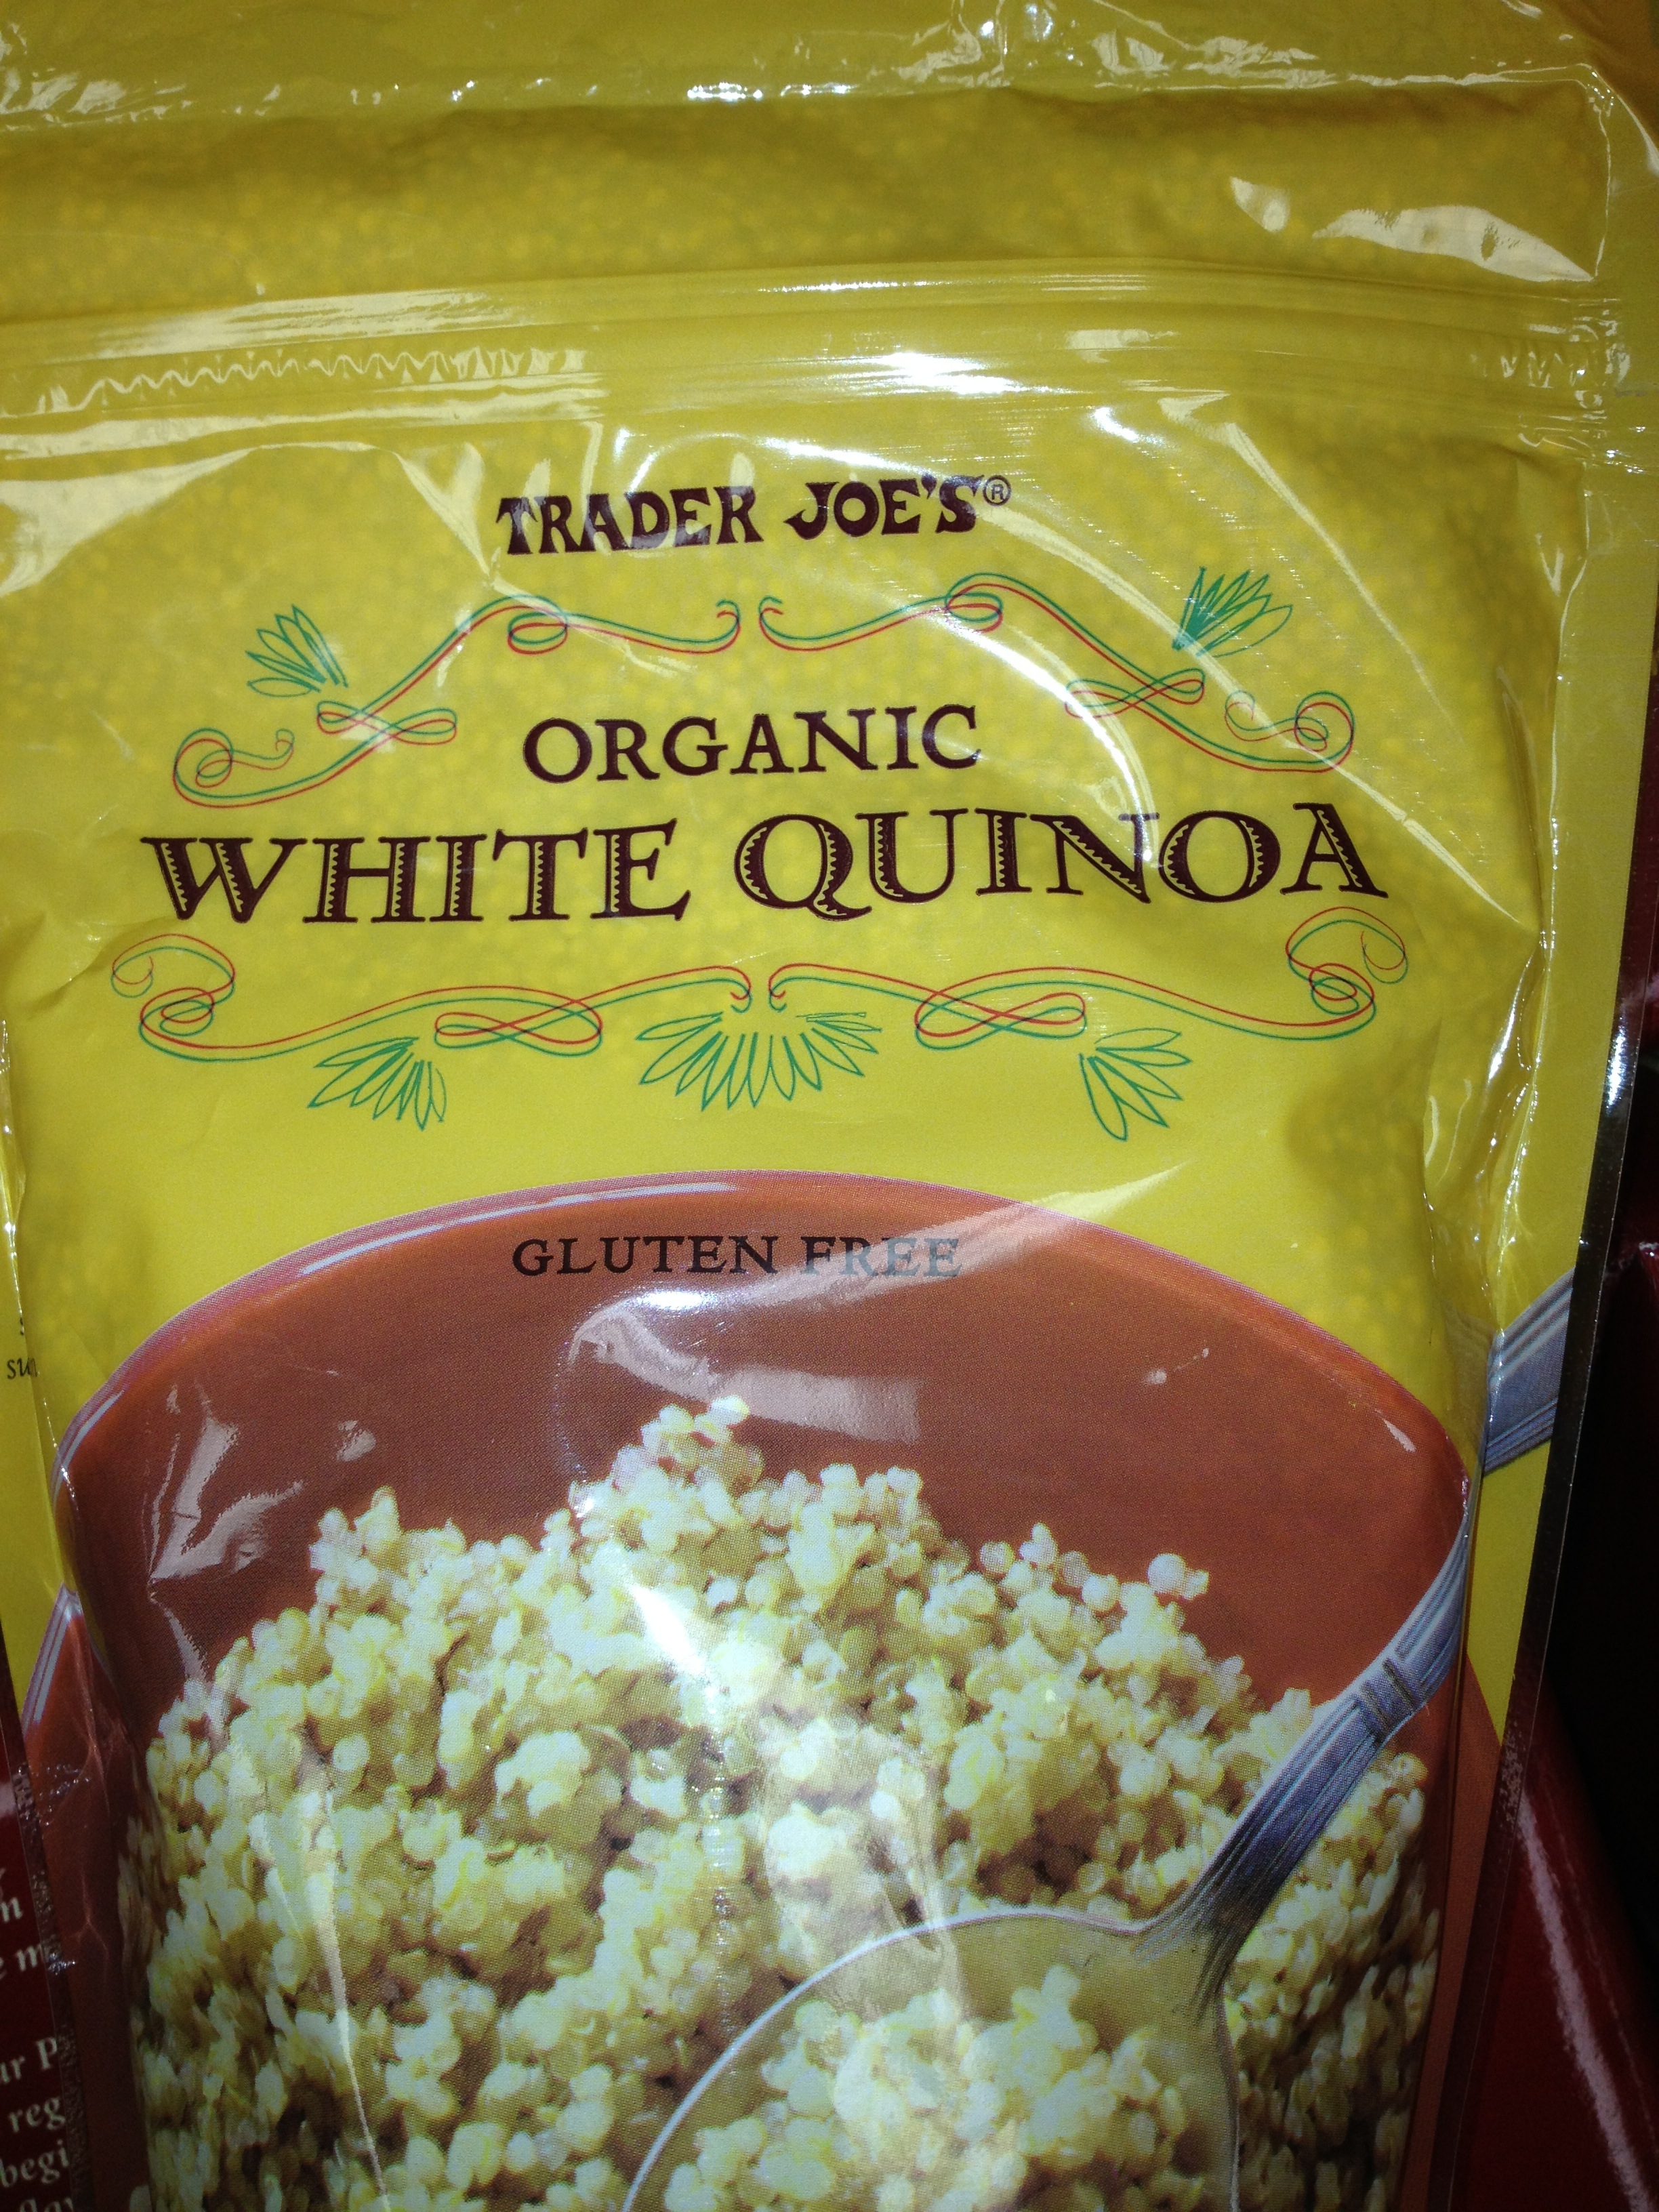 TRADER JOE'S®
ORGANIC
WHITE QUINOA
GLUTEN FREE